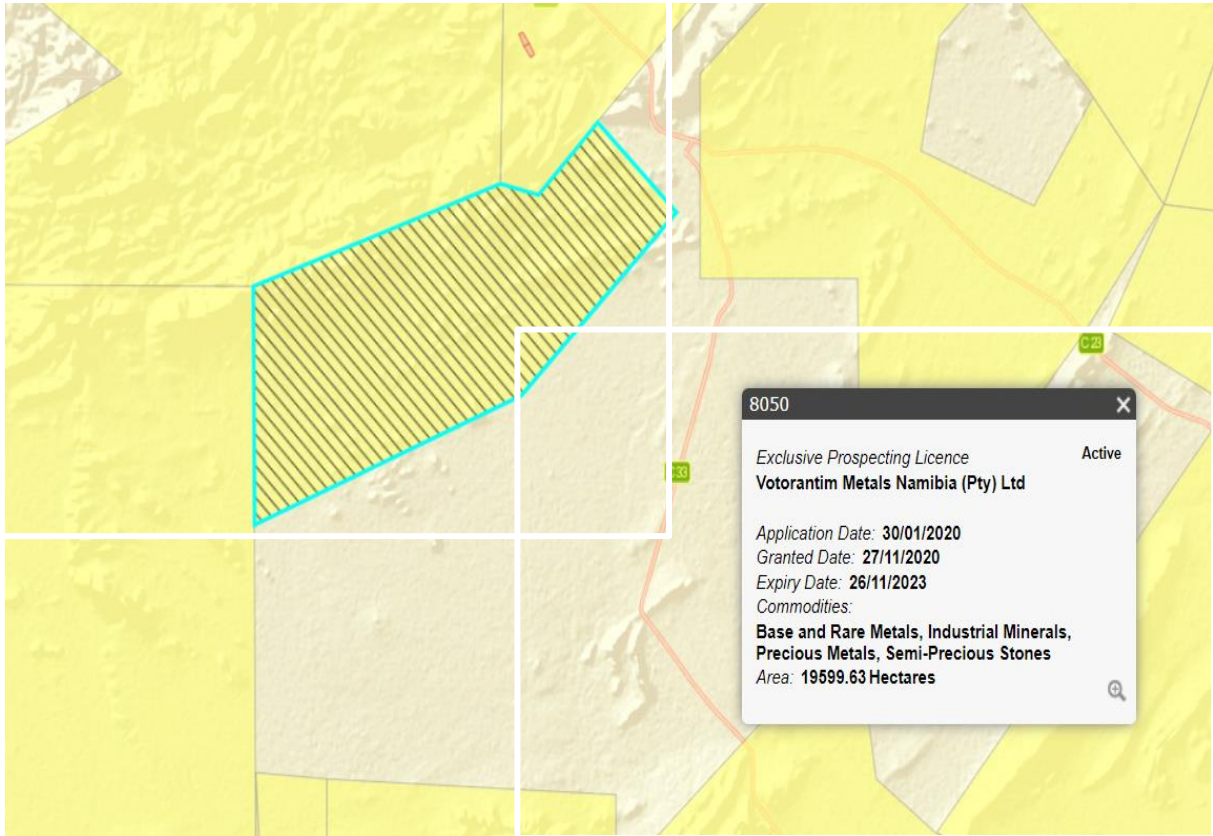 C 23
C 33
8050
Exclusive Prospecting Licence
Active
Votorantim Metals Namibia (Pty) Ltd
Application Date: 30/01/2020
Granted Date: 27/11/2020
Expiry Date: 26/11/2023
Commodities:
Base and Rare Metals, Industrial Minerals,
Precious Metals, Semi-Precious Stones
Area: 19599.63 Hectares